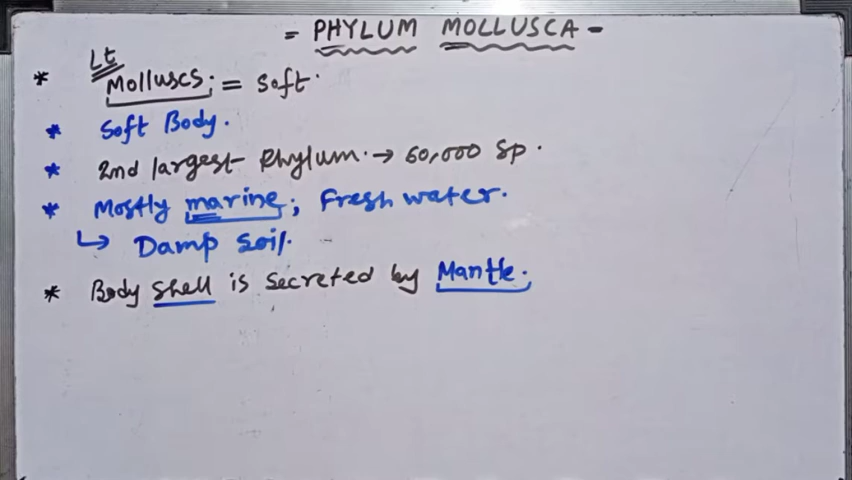 = PHYLUM MOLLUSCA -
Lt
* Molluscs. = Soft.
* Soft Body.
* 2nd largest Phylum. → 60,000 sp.
* Mostly marine; Fresh water.
↳ Damp soil.
* Body shell is secreted by Mantle.